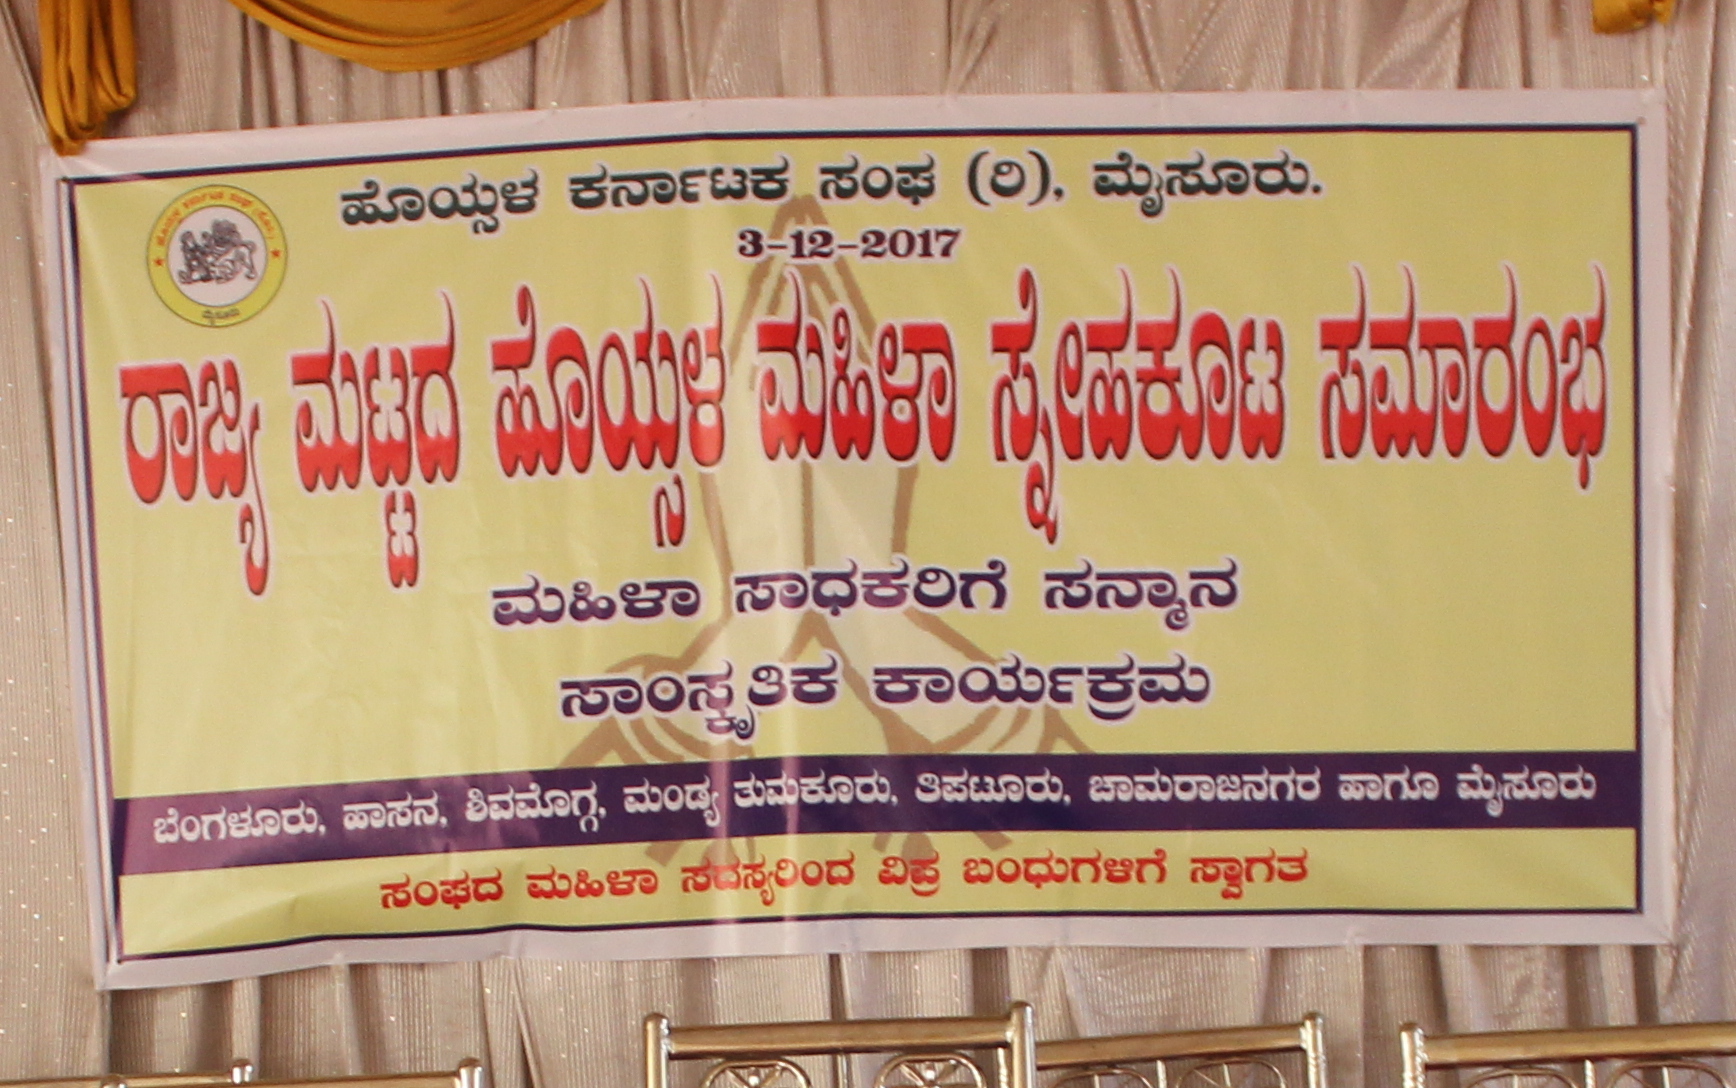 ಹೊಯ್ಸಳ ಕರ್ನಾಟಕ ಸಂಘ (ರಿ), ಮೈಸೂರು.
3-12-2017
ರಾಜ್ಯ ಮಟ್ಟದ ಹೊಯ್ಸಳ ಮಹಿಳಾ ಸ್ನೇಹಕೂಟ ಸಮಾರಂಭ
ಮಹಿಳಾ ಸಾಧಕರಿಗೆ ಸನ್ಮಾನ
ಸಾಂಸ್ಕೃತಿಕ ಕಾರ್ಯಕ್ರಮ
ಬೆಂಗಳೂರು, ಹಾಸನ, ಶಿವಮೊಗ್ಗ, ಮಂಡ್ಯ ತುಮಕೂರು, ತಿಪಟೂರು, ಚಾಮರಾಜನಗರ ಹಾಗೂ ಮೈಸೂರು
ಸಂಘದ ಮಹಿಳಾ ಸದಸ್ಯರಿಂದ ವಿಪ್ರ ಬಂಧುಗಳಿಗೆ ಸ್ವಾಗತ